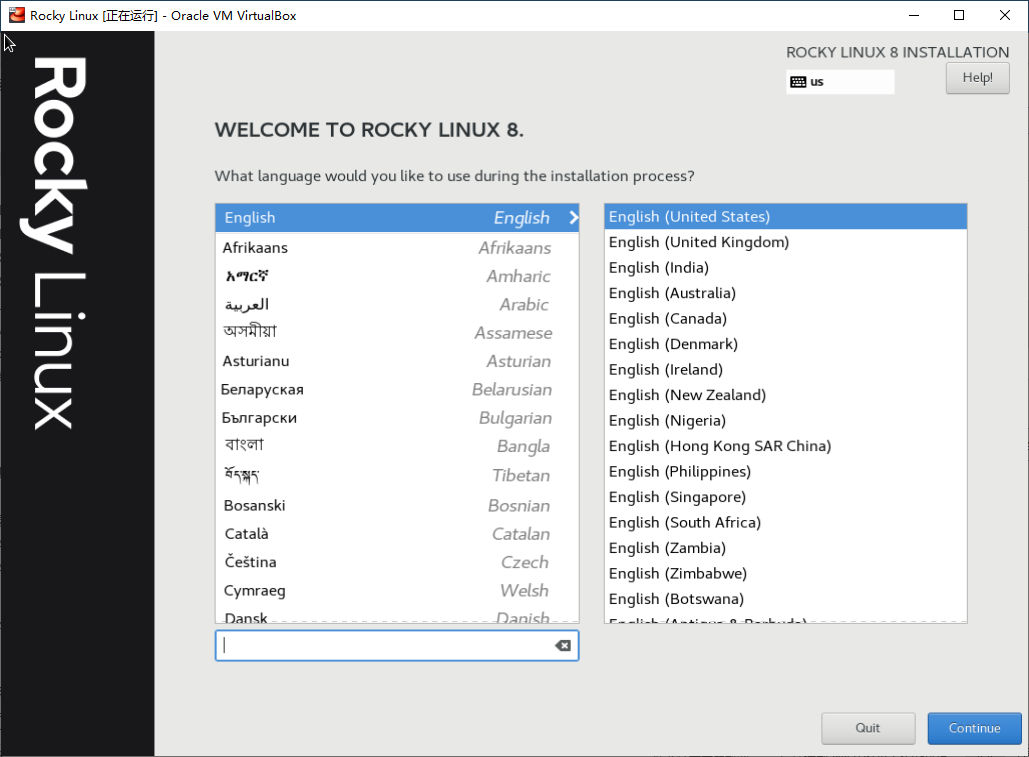 Rocky Linux [正在运行] - Oracle VM VirtualBox
Rocky Linux
ROCKY LINUX 8 INSTALLATION
us
Help!
WELCOME TO ROCKY LINUX 8.
What language would you like to use during the installation process?
English English
Afrikaans Afrikaans
አማርኛ Amharic
العربية Arabic
অসমীয়া Assamese
Asturianu Asturian
Беларуская Belarusian
Български Bulgarian
বাংলা Bangla
བོད་སྐད་ Tibetan
Bosanski Bosnian
Català Catalan
Čeština Czech
Cymraeg Welsh
Dansk Danish
English (United States)
English (United Kingdom)
English (India)
English (Australia)
English (Canada)
English (Denmark)
English (Ireland)
English (New Zealand)
English (Nigeria)
English (Hong Kong SAR China)
English (Philippines)
English (Singapore)
English (South Africa)
English (Zambia)
English (Zimbabwe)
English (Botswana)
English (Antigua & Barbuda)
Quit
Continue